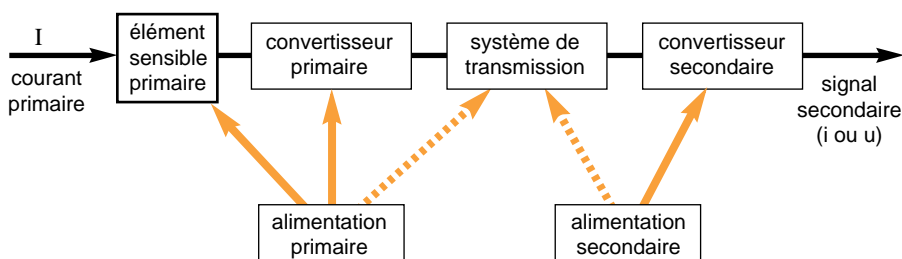 I
courant
primaire
élément
sensible
primaire
convertisseur
primaire
système de
transmission
convertisseur
secondaire
signal
secondaire
(i ou u)
alimentation
primaire
alimentation
secondaire